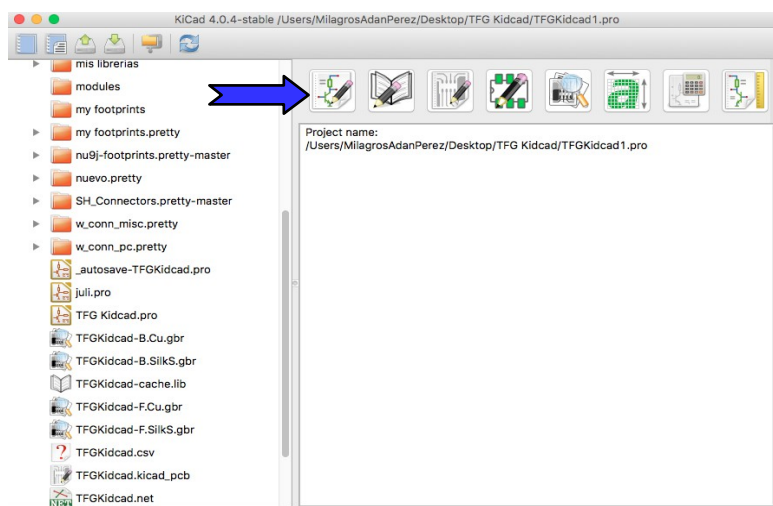 KiCad 4.0.4-stable /Users/MilagrosAdanPerez/Desktop/TFG Kidcad/TFGKidcad1.pro
mis librerias
modules
my footprints
my footprints.pretty
nu9j-footprints.pretty-master
nuevo.pretty
SH_Connectors.pretty-master
w_conn_misc.pretty
w_conn_pc.pretty
_autosave-TFGKidcad.pro
juli.pro
TFG Kidcad.pro
TFGKidcad-B.Cu.gbr
TFGKidcad-B.SilkS.gbr
TFGKidcad-cache.lib
TFGKidcad-F.Cu.gbr
TFGKidcad-F.SilkS.gbr
TFGKidcad.csv
TFGKidcad.kicad_pcb
NET
TFGKidcad.net
a
Project name:
/Users/MilagrosAdanPerez/Desktop/TFG Kidcad/TFGKidcad1.pro